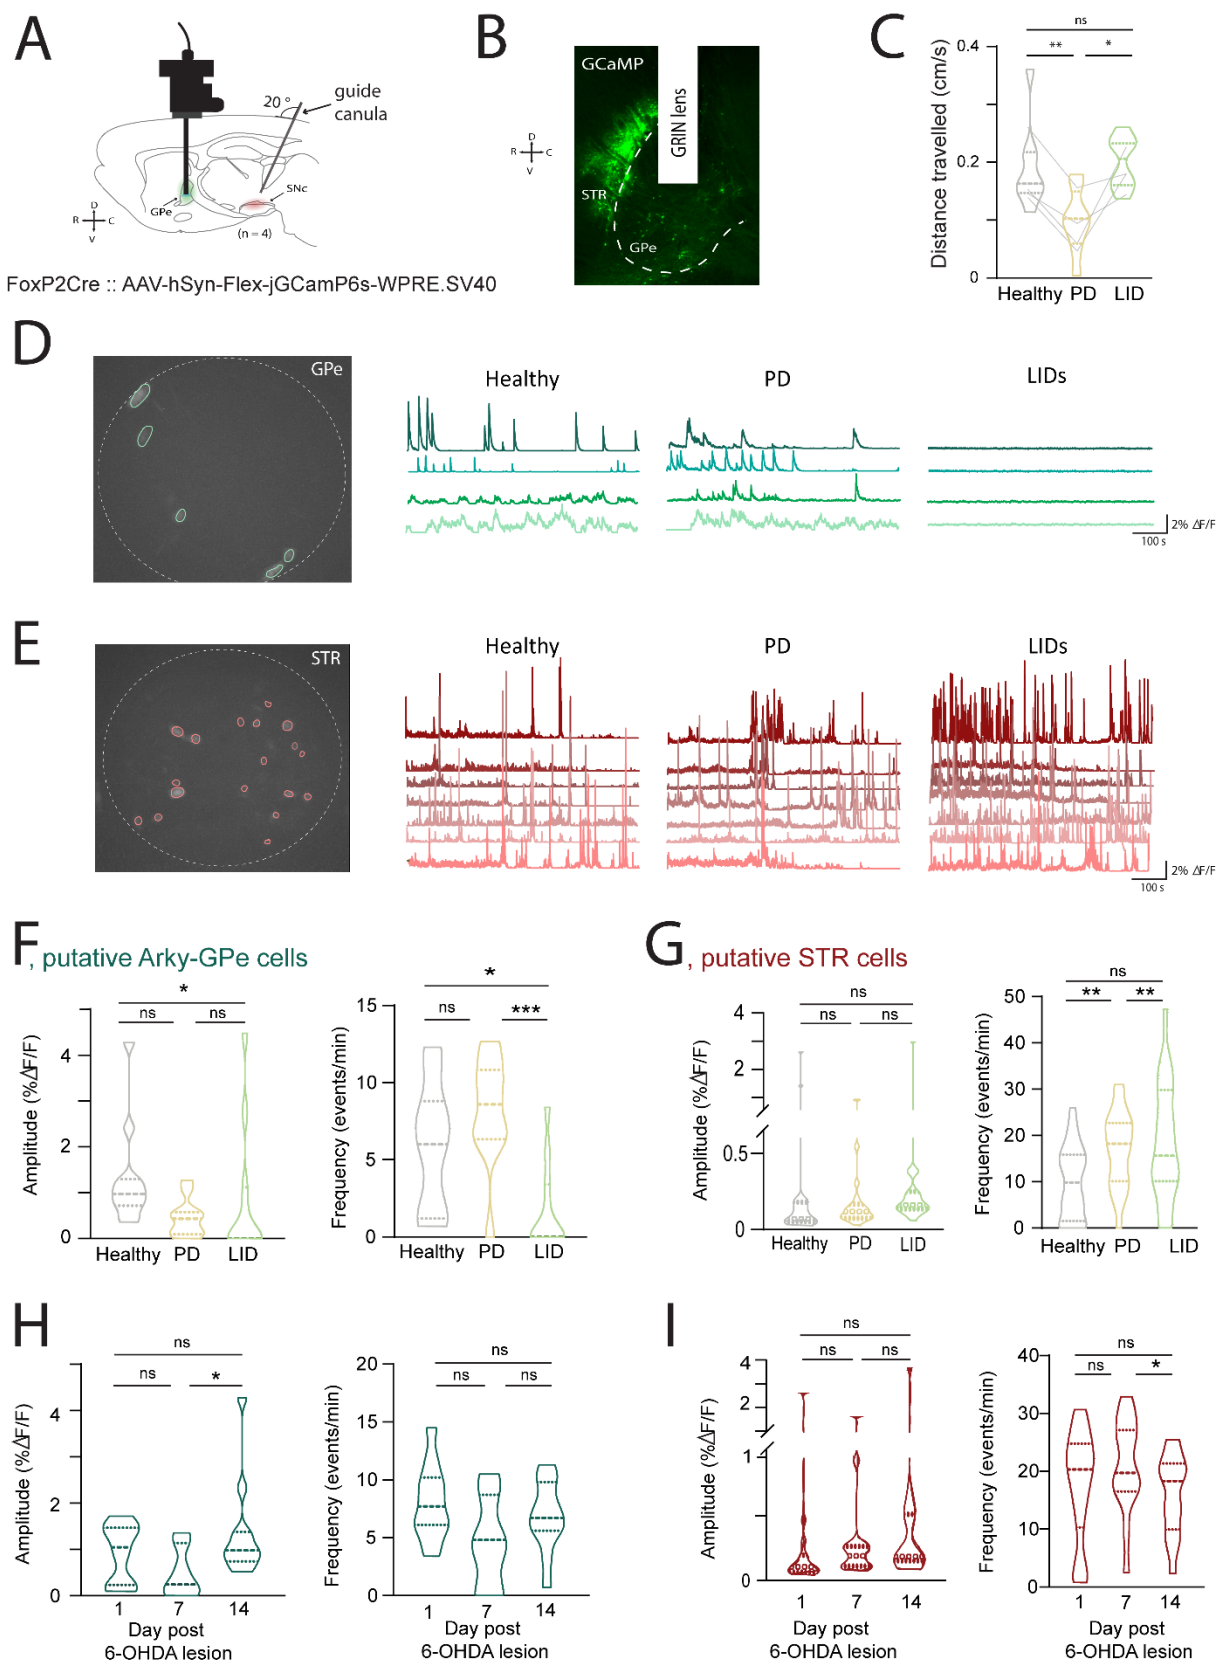 A
20 °
guide
canula
GPe
SNc
D
R
C
V
(n = 4)
FoxP2Cre :: AAV-hSyn-Flex-jGCamP6s-WPRE.SV40
B
GCaMP
GRIN lens
D
R
C
V
STR
GPe
C
ns
**
*
Distance travelled (cm/s)
0.4
0.2
0
Healthy
PD
LID
D
GPe
Healthy
PD
LIDs
2% ΔF/F
100 s
E
STR
Healthy
PD
LIDs
2% ΔF/F
100 s
F, putative Arky-GPe cells
*
ns
ns
Amplitude (%ΔF/F)
4
2
0
Healthy
PD
LID
*
ns
***
Frequency (events/min)
15
10
5
0
Healthy
PD
LID
G, putative STR cells
ns
ns
ns
Amplitude (%ΔF/F)
4
2
0.5
0
Healthy
PD
LID
ns
**
**
Frequency (events/min)
50
40
30
20
10
0
Healthy
PD
LID
H
ns
ns
*
Amplitude (%ΔF/F)
4
2
0
1
7
14
Day post
6-OHDA lesion
ns
ns
ns
Frequency (events/min)
20
15
10
5
0
1
7
14
Day post
6-OHDA lesion
I
ns
ns
ns
Amplitude (%ΔF/F)
4
2
1
0
1
7
14
Day post
6-OHDA lesion
ns
ns
*
Frequency (events/min)
40
30
20
10
0
1
7
14
Day post
6-OHDA lesion